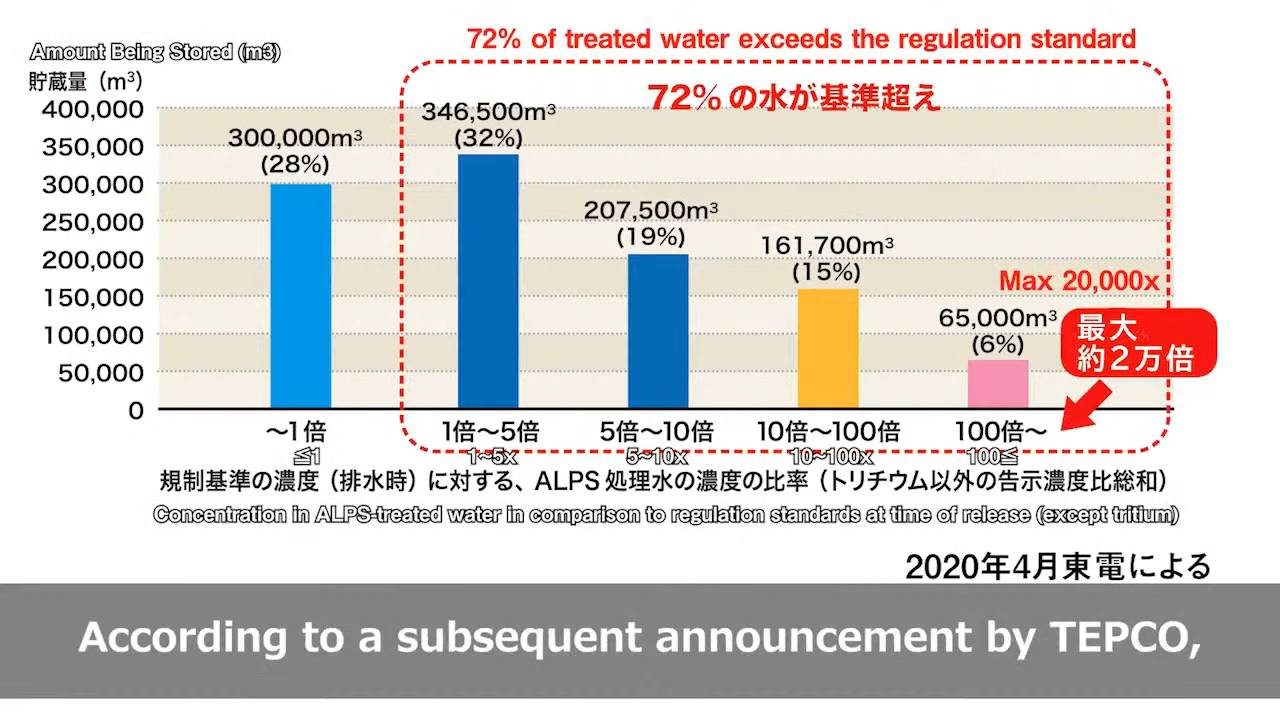 72% of treated water exceeds the regulation standard
Amount Being Stored (m3)
貯蔵量（m³）
72%の水が基準超え
400,000
350,000
300,000
250,000
200,000
150,000
100,000
50,000
0
300,000m³
(28%)
346,500m³
(32%)
207,500m³
(19%)
161,700m³
(15%)
65,000m³
(6%)
Max 20,000x
最大
約2万倍
～1倍
1倍～5倍
5倍～10倍
10倍～100倍
100倍～
≦1
1~5x
5~10x
10~100x
100≦
規制基準の濃度（排水時）に対する、ALPS処理水の濃度の比率（トリチウム以外の告示濃度比総和）
Concentration in ALPS-treated water in comparison to regulation standards at time of release (except tritium)
2020年4月東電による
According to a subsequent announcement by TEPCO,